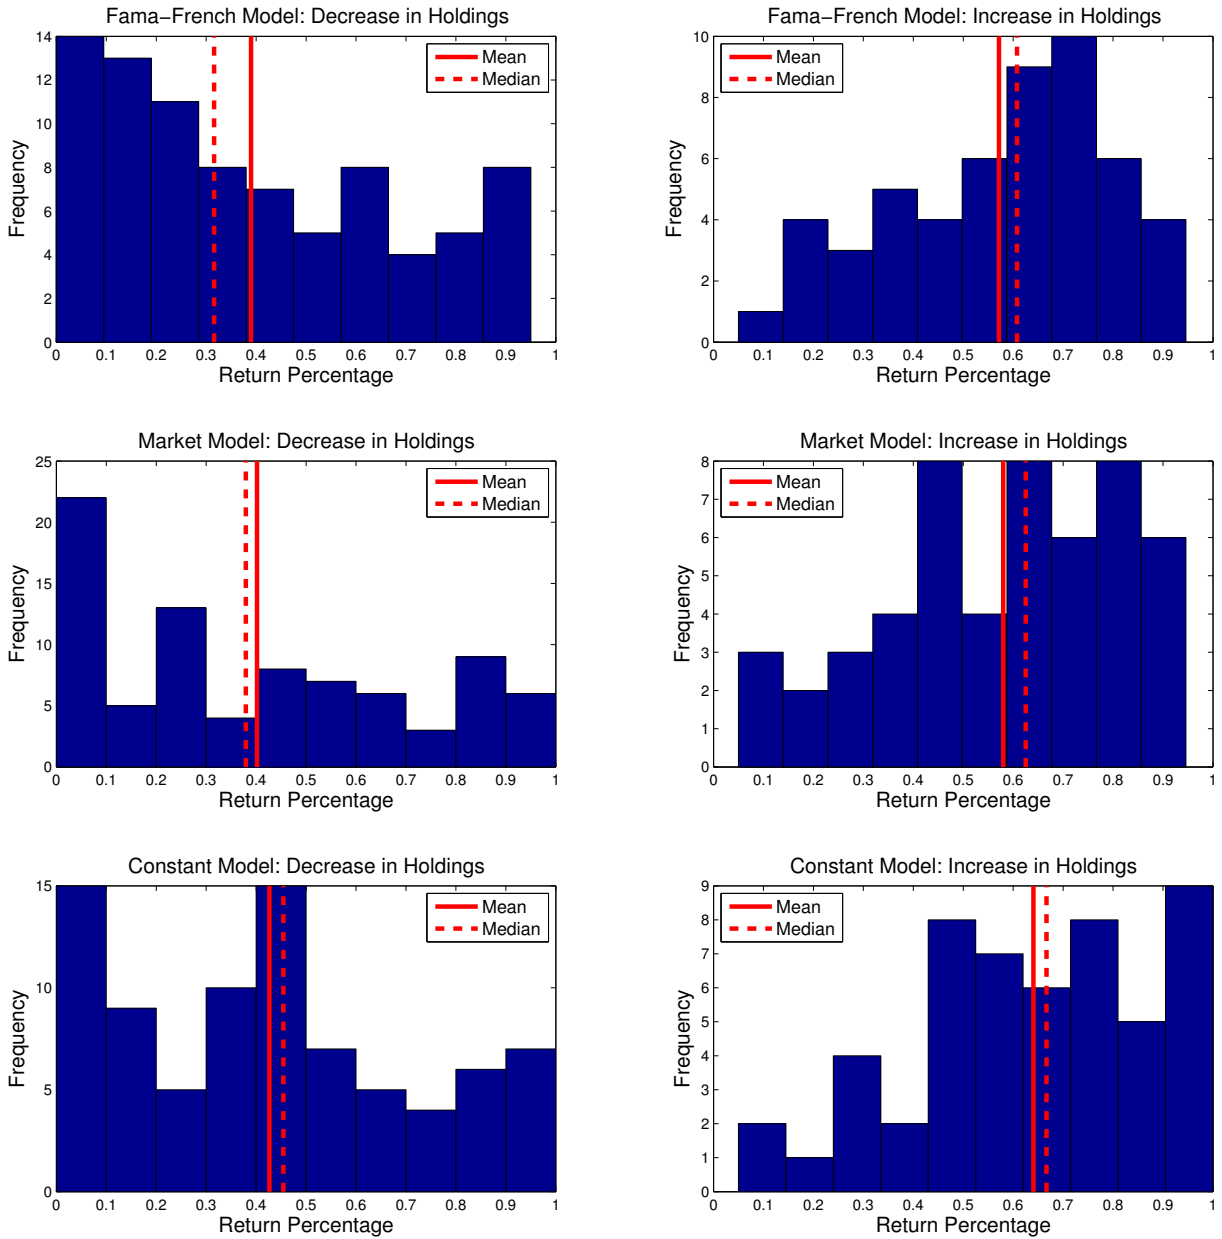 Fama−French Model: Decrease in Holdings
Frequency
14
12
10
8
6
4
2
0
Mean
Median
0 0.1 0.2 0.3 0.4 0.5 0.6 0.7 0.8 0.9 1
Return Percentage
Fama−French Model: Increase in Holdings
Frequency
10
8
6
4
2
0
Mean
Median
0 0.1 0.2 0.3 0.4 0.5 0.6 0.7 0.8 0.9 1
Return Percentage
Market Model: Decrease in Holdings
Frequency
25
20
15
10
5
0
Mean
Median
0 0.1 0.2 0.3 0.4 0.5 0.6 0.7 0.8 0.9 1
Return Percentage
Market Model: Increase in Holdings
Frequency
8
7
6
5
4
3
2
1
0
Mean
Median
0 0.1 0.2 0.3 0.4 0.5 0.6 0.7 0.8 0.9 1
Return Percentage
Constant Model: Decrease in Holdings
Frequency
15
10
5
0
Mean
Median
0 0.1 0.2 0.3 0.4 0.5 0.6 0.7 0.8 0.9 1
Return Percentage
Constant Model: Increase in Holdings
Frequency
9
8
7
6
5
4
3
2
1
0
Mean
Median
0 0.1 0.2 0.3 0.4 0.5 0.6 0.7 0.8 0.9 1
Return Percentage